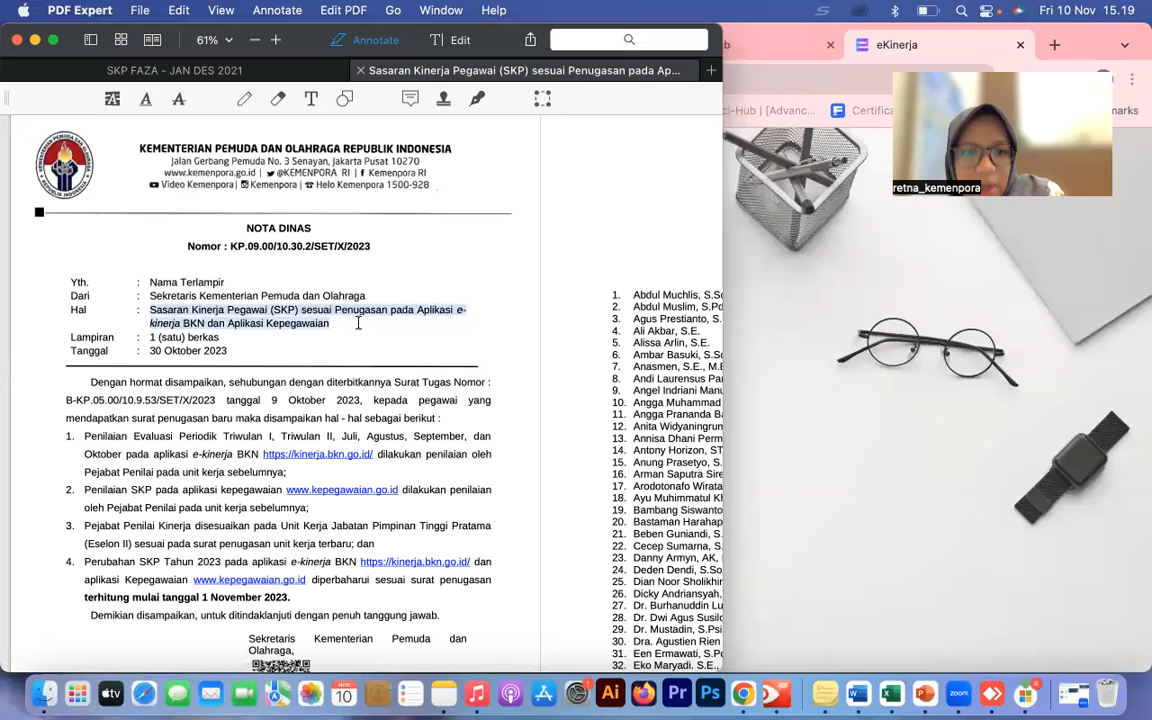 PDF Expert File Edit View Annotate Edit PDF Go Window Help Fri 10 Nov 15.19
61% Annotate Edit eKinerja
SKP FAZA - JAN DES 2021 Sasaran Kinerja Pegawai (SKP) sesuai Penugasan pada Ap...
ci-Hub | [Advanc... Certifica
retna_kemenpora
KEMENTERIAN PEMUDA DAN OLAHRAGA REPUBLIK INDONESIA
Jalan Gerbang Pemuda No. 3 Senayan, Jakarta Pusat 10270
www.kemenpora.go.id | @KEMENPORA_RI | Kemenpora RI
Video Kemenpora| Kemenpora | Helo Kemenpora 1500-928
NOTA DINAS
Nomor : KP.09.00/10.30.2/SET/X/2023
Yth. : Nama Terlampir
Dari : Sekretaris Kementerian Pemuda dan Olahraga
Hal : Sasaran Kinerja Pegawai (SKP) sesuai Penugasan pada Aplikasi e-
kinerja BKN dan Aplikasi Kepegawaian
Lampiran : 1 (satu) berkas
Tanggal : 30 Oktober 2023
Dengan hormat disampaikan, sehubungan dengan diterbitkannya Surat Tugas Nomor :
B-KP.05.00/10.9.53/SET/X/2023 tanggal 9 Oktober 2023, kepada pegawai yang
mendapatkan surat penugasan baru maka disampaikan hal - hal sebagai berikut :
1. Penilaian Evaluasi Periodik Triwulan I, Triwulan II, Juli, Agustus, September, dan
Oktober pada aplikasi e-kinerja BKN https://kinerja.bkn.go.id/ dilakukan penilaian oleh
Pejabat Penilai pada unit kerja sebelumnya;
2. Penilaian SKP pada aplikasi kepegawaian www.kepegawaian.go.id dilakukan penilaian
oleh Pejabat Penilai pada unit kerja sebelumnya;
3. Pejabat Penilai Kinerja disesuaikan pada Unit Kerja Jabatan Pimpinan Tinggi Pratama
(Eselon II) sesuai pada surat penugasan unit kerja terbaru; dan
4. Perubahan SKP Tahun 2023 pada aplikasi e-kinerja BKN https://kinerja.bkn.go.id/ dan
aplikasi Kepegawaian www.kepegawaian.go.id diperbaharui sesuai surat penugasan
terhitung mulai tanggal 1 November 2023.
Demikian disampaikan, untuk ditindaklanjuti dengan penuh tanggung jawab.
Sekretaris Kementerian Pemuda dan
Olahraga,
1. Abdul Muchlis, S.So
2. Abdul Muslim, S.Pd
3. Agus Prestianto, S.
4. Ali Akbar, S.E.
5. Alissa Arlin, S.E.
6. Ambar Basuki, S.So
7. Anasmen, S.E., M.E
8. Andi Laurensus Pa
9. Angel Indriani Manu
10. Angga Muhammad
11. Angga Prananda Ba
12. Anita Widyaningrum
13. Annisa Dhani Perm
14. Antony Horizon, ST
15. Anung Prasetyo, S.
16. Arman Saputra Sire
17. Arodotonafo Wirata
18. Ayu Muhimmatul Kh
19. Bambang Siswanto
20. Bastaman Harahap
21. Beben Guniandi, S.
22. Cecep Sumarna, S.
23. Danny Armyn, AK,
24. Deden Dendi, S.So
25. Dian Noor Sholikhin
26. Dicky Andriansyah,
27. Dr. Burhanuddin Lu
28. Dr. Dwi Agus Susilo
29. Dr. Mustadin, S.Psi
30. Dra. Agustien Rien
31. Een Ermawati, S.
32. Eko Maryadi. S.E.,